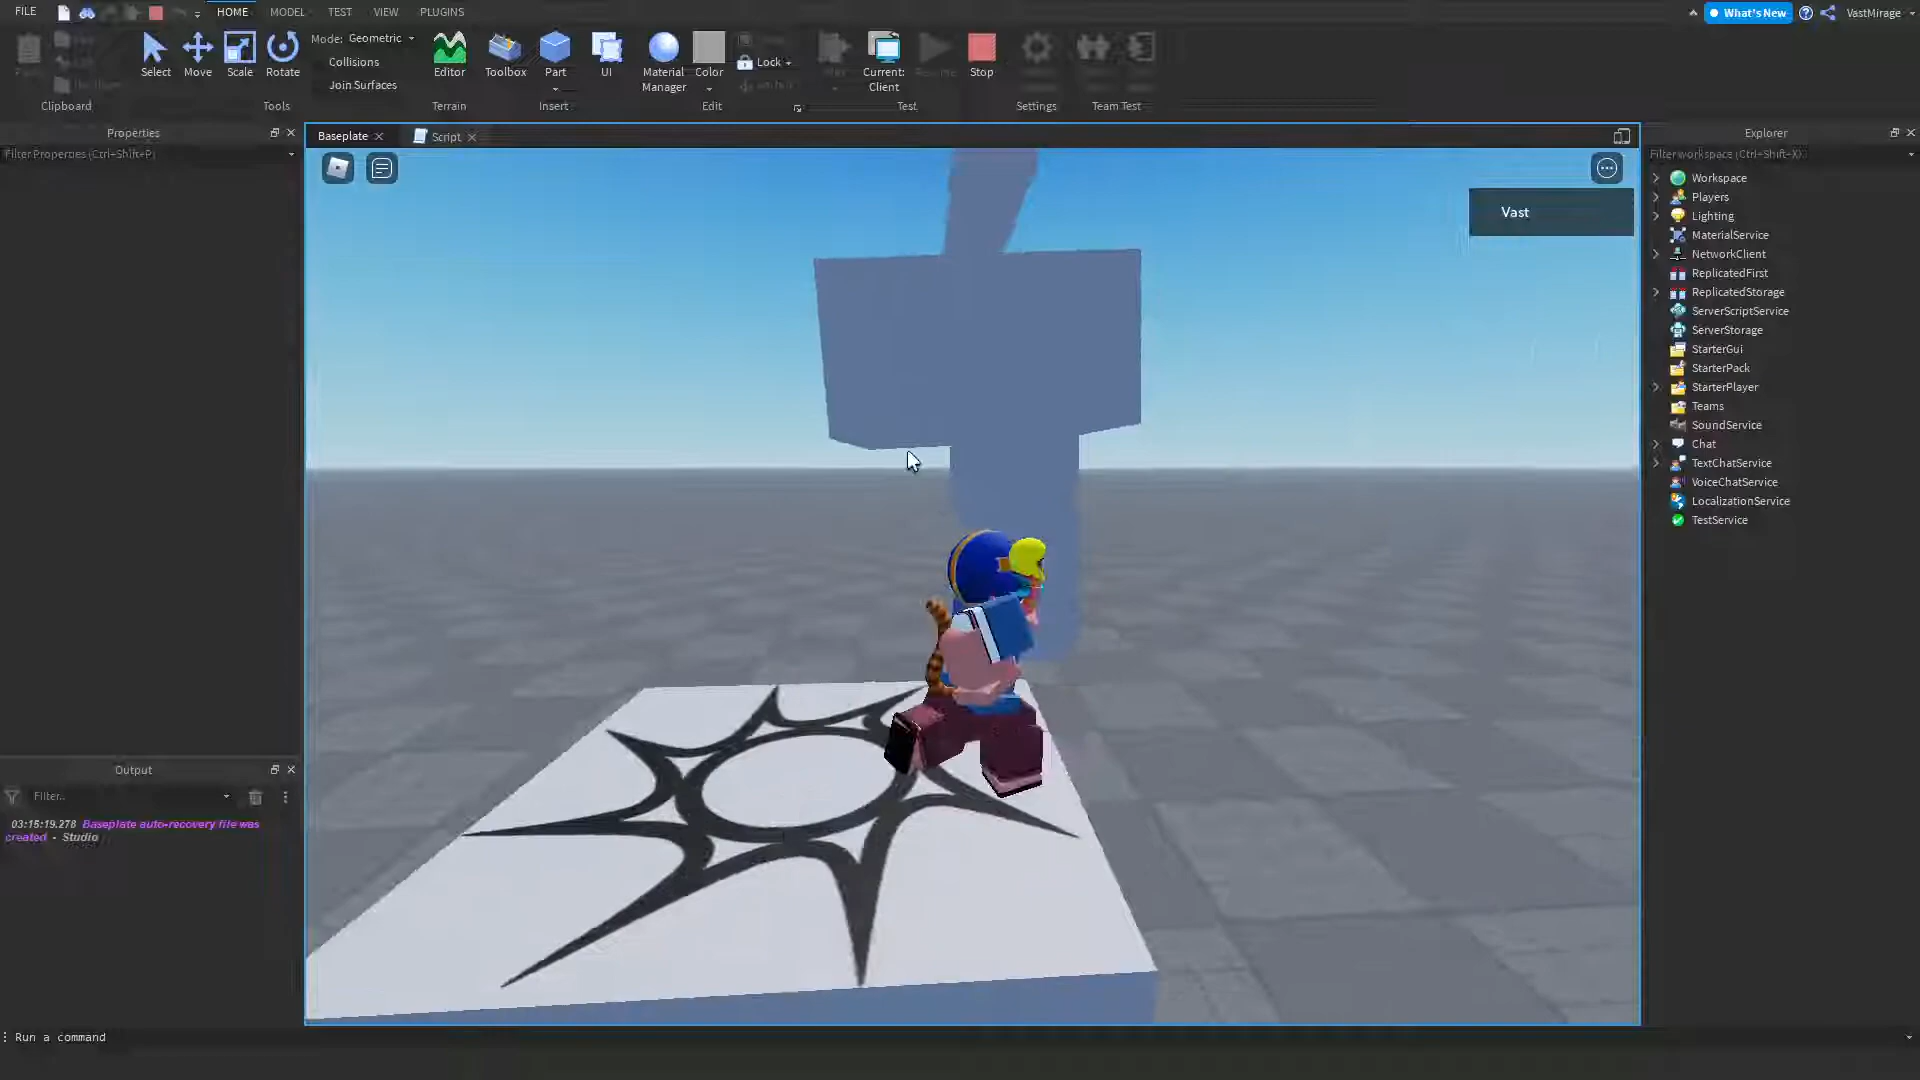 FILE
HOME
MODEL
TEST
VIEW
PLUGINS
What's New
VastMirage
Select
Move
Scale
Rotate
Mode: Geometric
Collisions
Join Surfaces
Editor
Toolbox
Part
UI
Material
Manager
Color
Lock
Current:
Client
Stop
Clipboard
Tools
Terrain
Insert
Edit
Test
Settings
Team Test
Properties
Filter Properties (Ctrl+Shift+P)
Baseplate
Script
Explorer
Filter workspace (Ctrl+Shift+X)
Vast
Workspace
Players
Lighting
MaterialService
NetworkClient
ReplicatedFirst
ReplicatedStorage
ServerScriptService
ServerStorage
StarterGui
StarterPack
StarterPlayer
Teams
SoundService
Chat
TextChatService
VoiceChatService
LocalizationService
TestService
Output
Filter...
03:15:19.278 Baseplate auto-recovery file was
created - Studio
Run a command